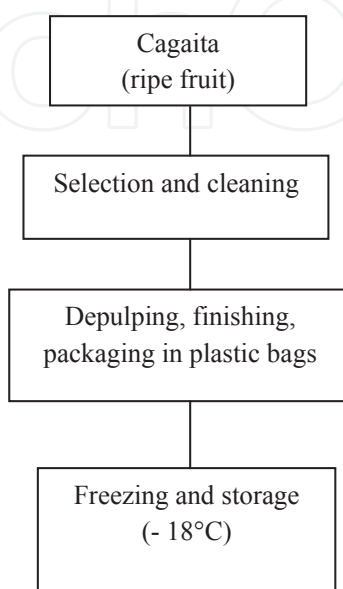 Cagaita
(ripe fruit)
Selection and cleaning
Depulping, finishing,
packaging in plastic bags
Freezing and storage
(- 18°C)